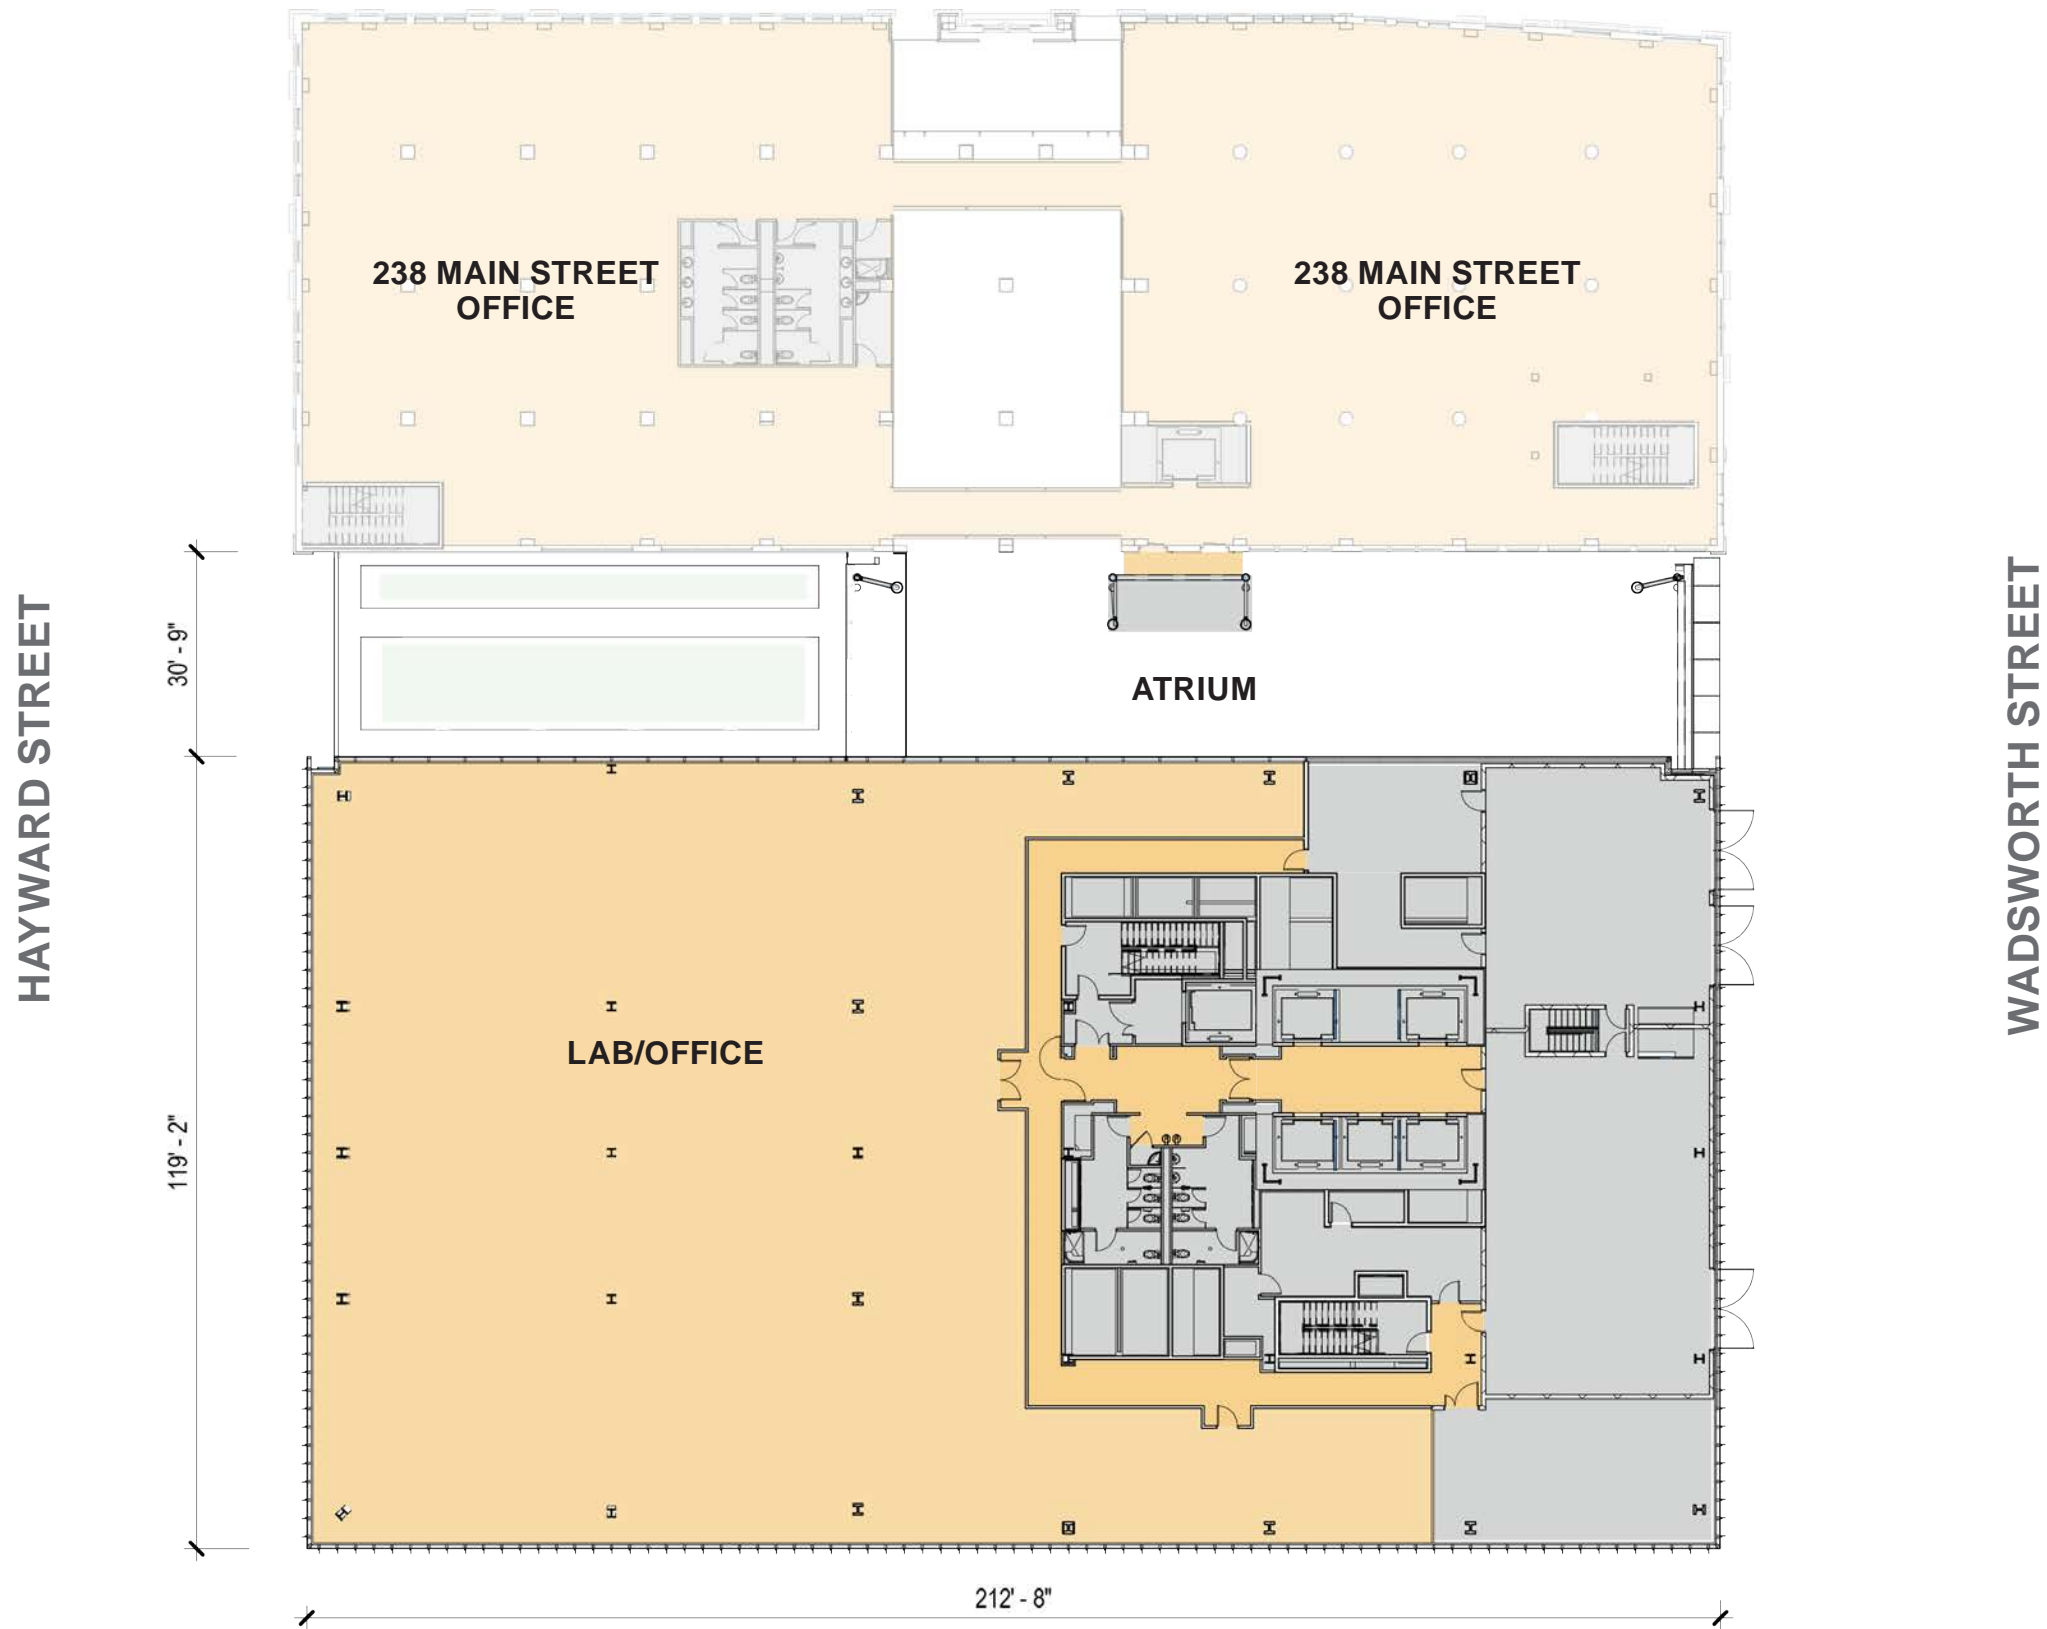 238 MAIN STREET
OFFICE
238 MAIN STREET
OFFICE
HAYWARD STREET
WADSWORTH STREET
30' - 9"
ATRIUM
LAB/OFFICE
119' - 2"
212' - 8"